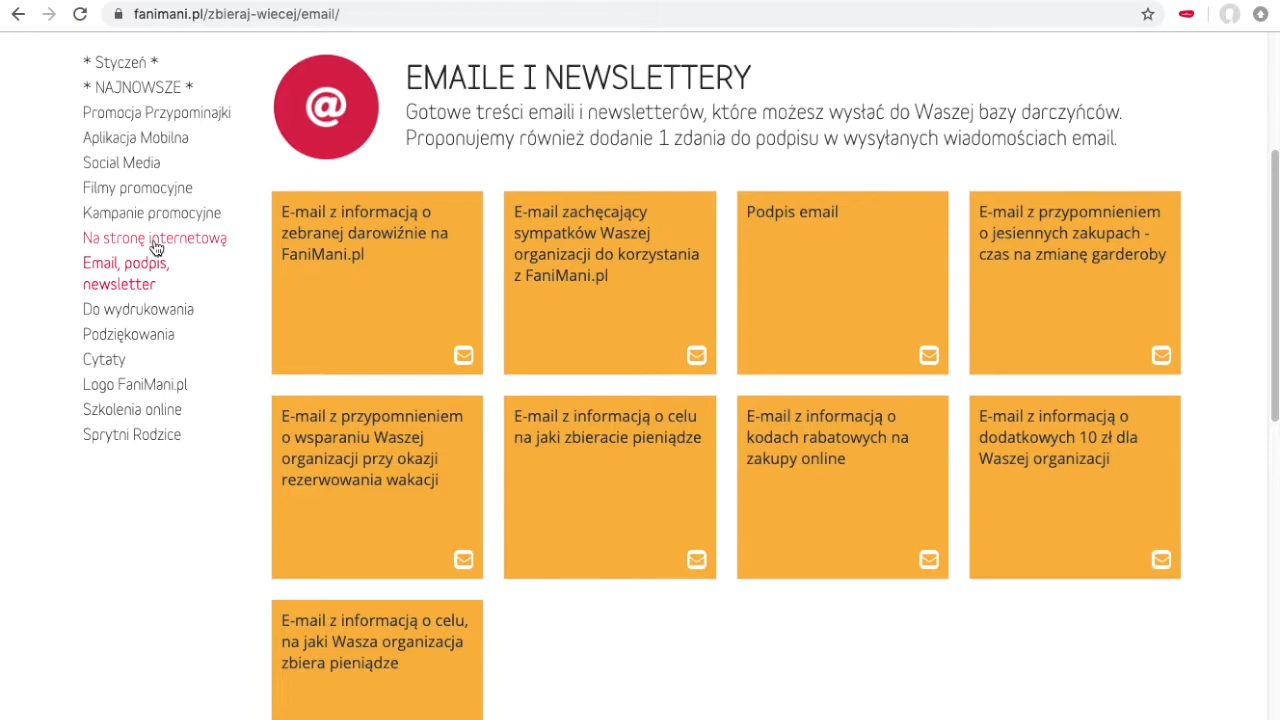 fanimani.pl/zbieraj-wiecej/email/
* Styczeń *
* NAJNOWSZE *
Promocja Przypominajki
Aplikacja Mobilna
Social Media
Filmy promocyjne
Kampanie promocyjne
Na stronę internetową
Email, podpis,
newsletter
Do wydrukowania
Podziękowania
Cytaty
Logo FaniMani.pl
Szkolenia online
Sprytni Rodzice
@
EMAILE I NEWSLETTERY
Gotowe treści emaili i newsletterów, które możesz wysłać do Waszej bazy darczyńców.
Proponujemy również dodanie 1 zdania do podpisu w wysyłanych wiadomościach email.
E-mail z informacją o
zebranej darowiźnie na
FaniMani.pl
E-mail zachęcający
sympatków Waszej
organizacji do korzystania
z FaniMani.pl
Podpis email
E-mail z przypomnieniem
o jesiennych zakupach -
czas na zmianę garderoby
E-mail z przypomnieniem
o wsparaniu Waszej
organizacji przy okazji
rezerwowania wakacji
E-mail z informacją o celu
na jaki zbieracie pieniądze
E-mail z informacją o
kodach rabatowych na
zakupy online
E-mail z informacją o
dodatkowych 10 zł dla
Waszej organizacji
E-mail z informacją o celu,
na jaki Wasza organizacja
zbiera pieniądze